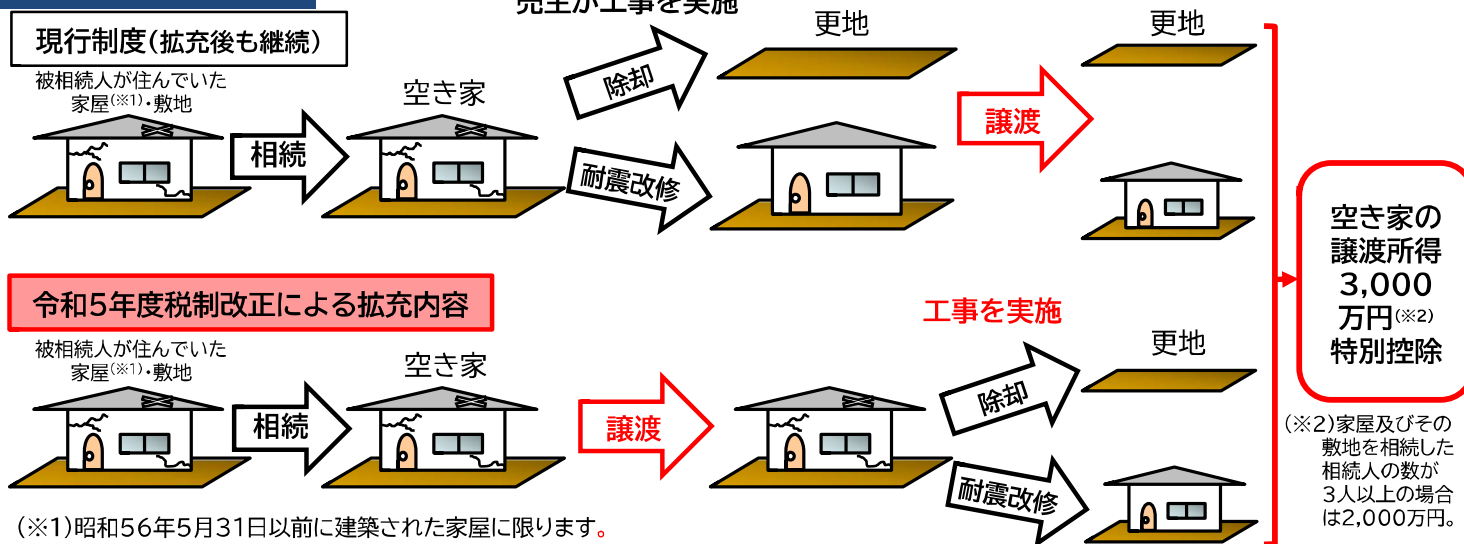 売主が工事を実施
現行制度(拡充後も継続)
被相続人が住んでいた
家屋(※1)・敷地
相続
空き家
除却
耐震改修
更地
譲渡
更地
令和5年度税制改正による拡充内容
被相続人が住んでいた
家屋(※1)・敷地
相続
空き家
譲渡
工事を実施
除却
耐震改修
更地
空き家の
譲渡所得
3,000
万円(※2)
特別控除
(※2)家屋及びその
敷地を相続した
相続人の数が
3人以上の場合
は2,000万円。
(※1)昭和56年5月31日以前に建築された家屋に限ります。